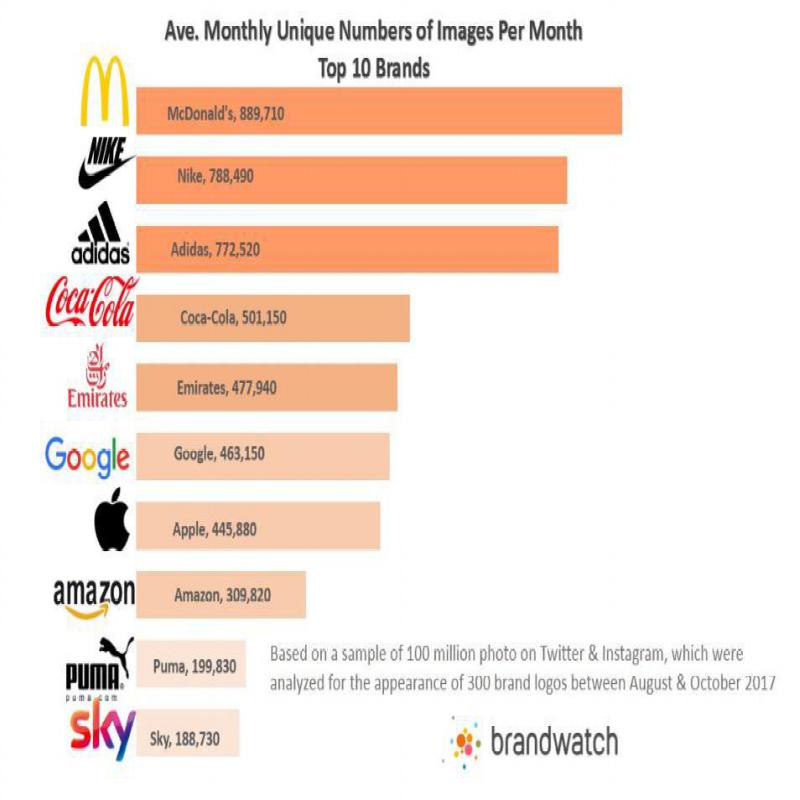 Ave. Monthly Unique Numbers of Images Per Month
Top 10 Brands
McDonald's, 889,710
NIKE
Nike, 788,490
adidas
Adidas, 772,520
Coca-Cola
Coca-Cola, 501,150
Emirates
Emirates, 477,940
Google
Google, 463,150
Apple, 445,880
amazon
Amazon, 309,820
PUMA
puma.com
Puma, 199,830
Based on a sample of 100 million photo on Twitter & Instagram, which were
analyzed for the appearance of 300 brand logos between August & October 2017
sky
Sky, 188,730
brandwatch